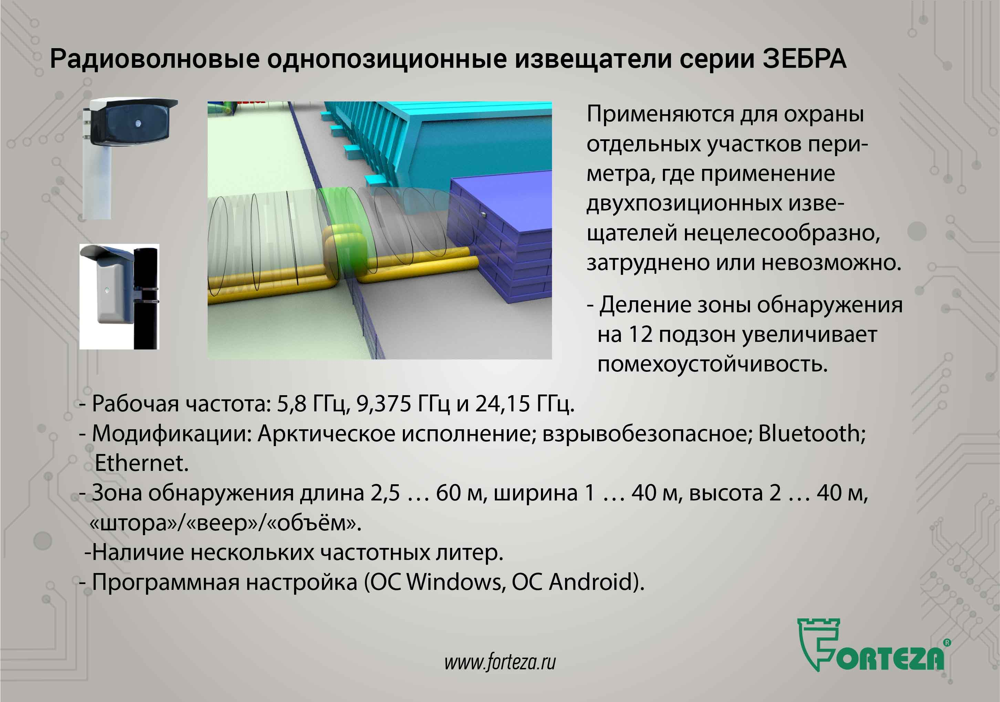 Радиоволновые однопозиционные извещатели серии ЗЕБРА
Применяются для охраны
отдельных участков пери-
метра, где применение
двухпозиционных изве-
щателей нецелесообразно,
затруднено или невозможно.
- Деление зоны обнаружения
на 12 подзон увеличивает
помехоустойчивость.
- Рабочая частота: 5,8 ГГц, 9,375 ГГц и 24,15 ГГц.
- Модификации: Арктическое исполнение; взрывобезопасное; Bluetooth;
Ethernet.
- Зона обнаружения длина 2,5 … 60 м, ширина 1 … 40 м, высота 2 … 40 м,
«штора»/«веер»/«объём».
-Наличие нескольких частотных литер.
- Программная настройка (ОС Windows, ОС Android).
www.forteza.ru
FORTEZA®